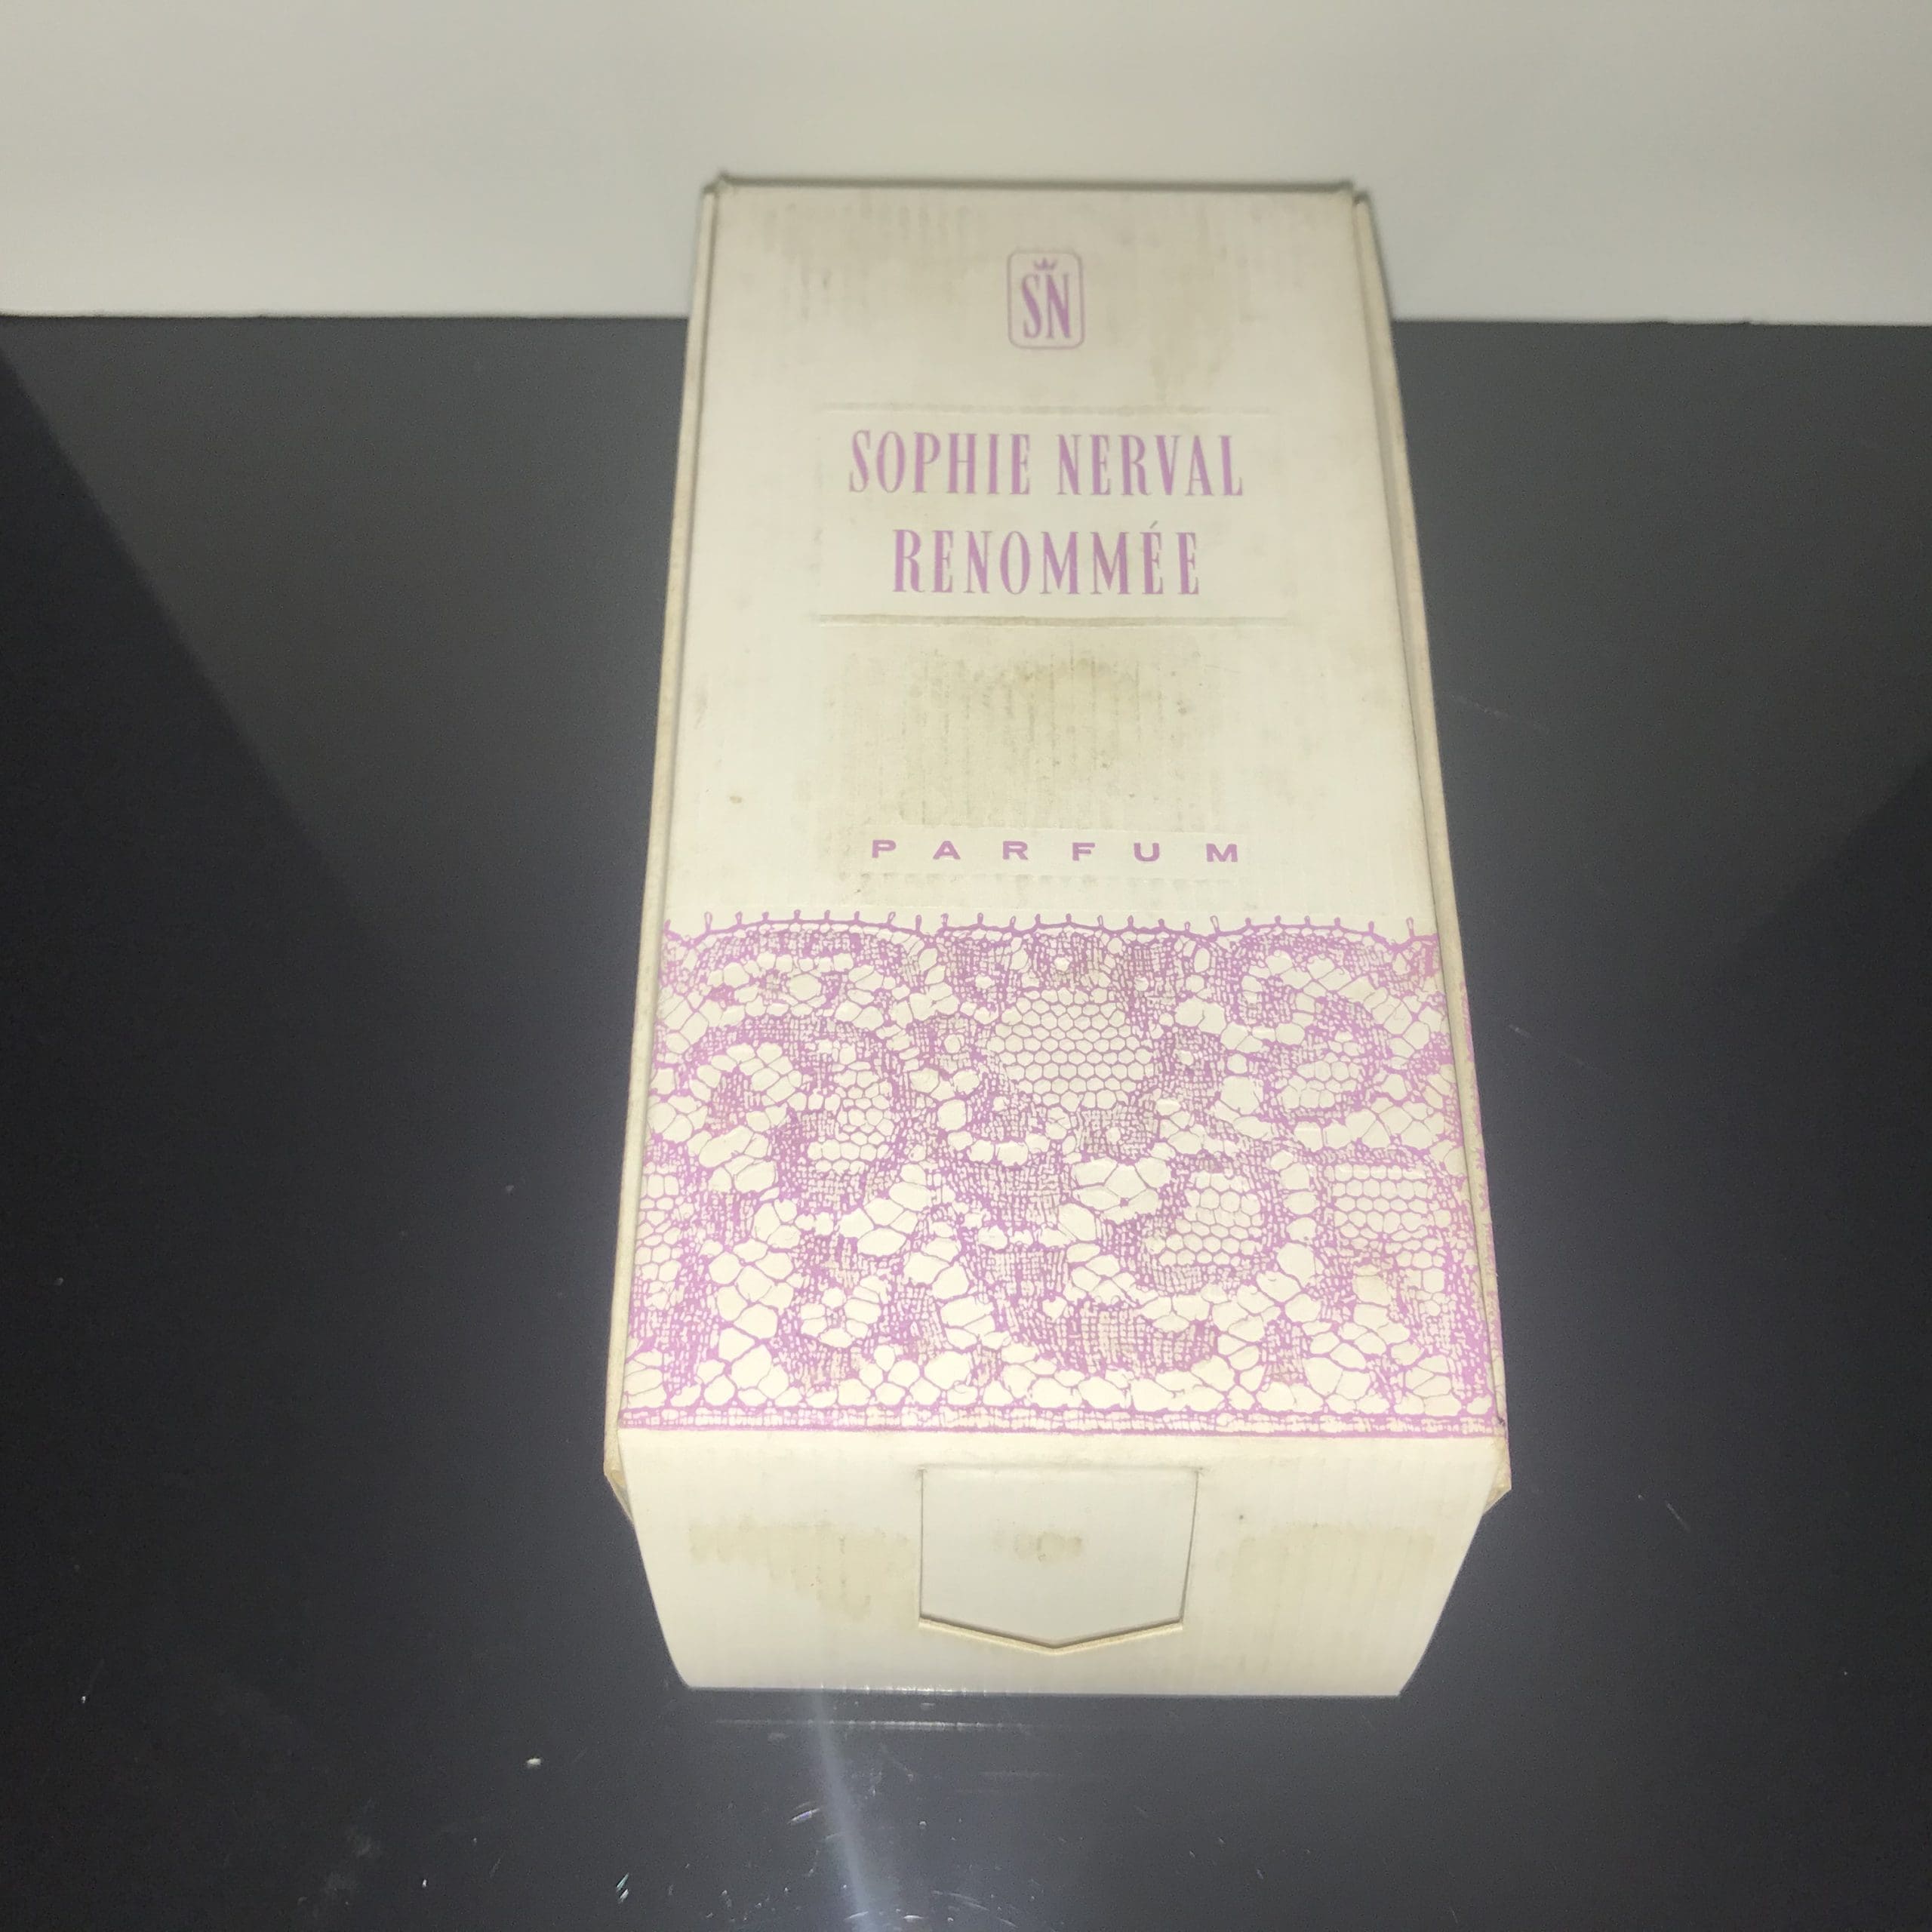 SN
SOPHIE NERVAL
RENOMMÉE
PARFUM